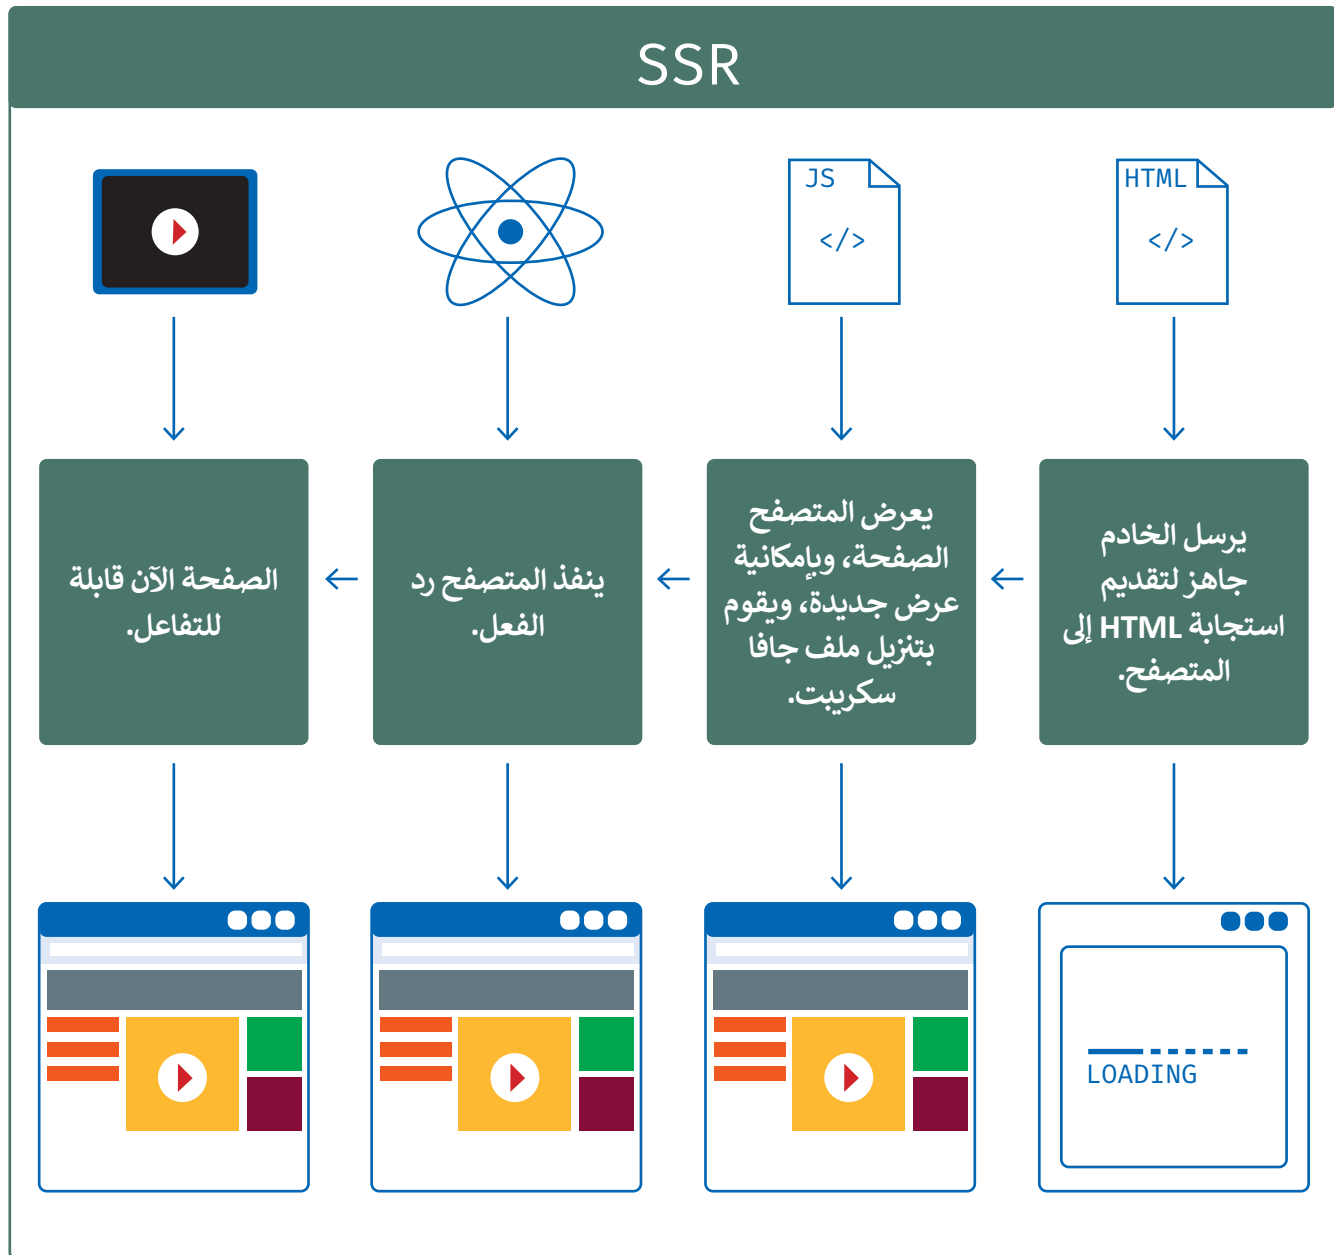 SSR
HTML
</>
JS
</>
يرسل الخادم
جاهز لتقديم
استجابة HTML إلى
المتصفح.
يعرض المتصفح
الصفحة، وبإمكانية
عرض جديدة، ويقوم
بتنزيل ملف جافا
سكريبت.
ينفذ المتصفح رد
الفعل.
الصفحة الآن قابلة
للتفاعل.
LOADING